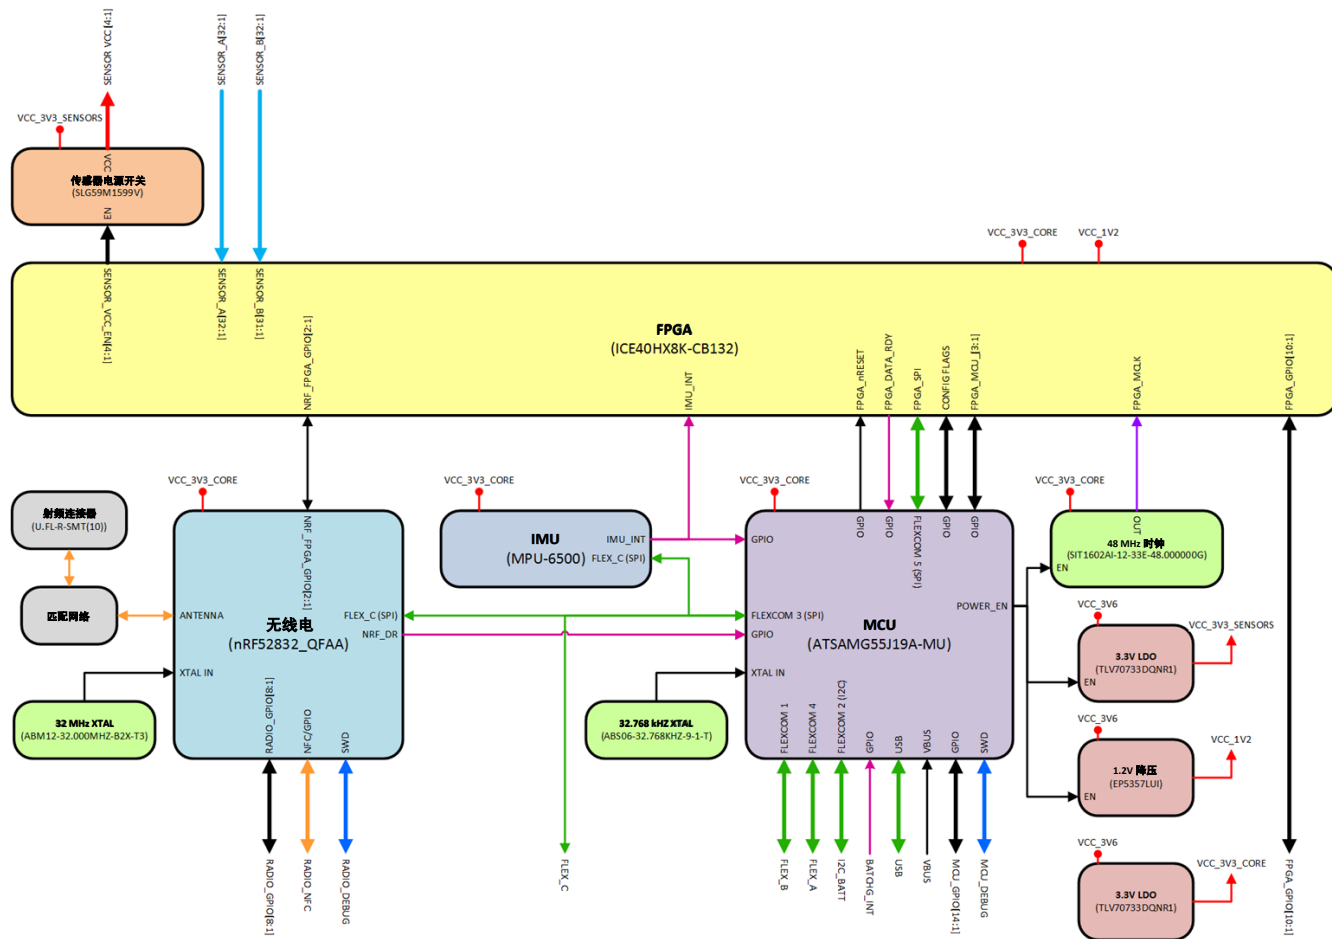 SENSOR VCC[4:1]
SENSOR_A[32:1]
SENSOR_B[32:1]
VCC_3V3_SENSORS
VCC
传感器电源开关
(SLG59M1599V)
EN
VCC_3V3_CORE
VCC_1V2
SENSOR_VCC_EN[4:1]
SENSOR_A[32:1]
SENSOR_B[31:1]
FPGA
(ICE40HX8K-CB132)
NRF_FPGA_GPIO[2:1]
IMU_INT
FPGA_nRESET
FPGA_DATA_RDY
FPGA_SPI
CONFIG FLAGS
FPGA_MCU_[3:1]
FPGA_MCLK
FPGA_GPIO[10:1]
VCC_3V3_CORE
VCC_3V3_CORE
VCC_3V3_CORE
VCC_3V3_CORE
射频连接器
(U.FL-R-SMT(10))
匹配网络
NRF_FPGA_GPIO[2:1]
ANTENNA
FLEX_C (SPI)
NRF_DR
无线电
(nRF52832_QFAA)
XTAL IN
RADIO_GPIO[8:1]
NFC/GPIO
SWD
32 MHz XTAL
(ABM12-32.000MHZ-B2X-T3)
IMU
(MPU-6500)
IMU_INT
FLEX_C (SPI)
GPIO
GPIO
GPIO
FLEXCOM 5 (SPI)
GPIO
GPIO
POWER_EN
FLEXCOM 3 (SPI)
GPIO
MCU
(ATSAMG55J19A-MU)
XTAL IN
32.768 kHZ XTAL
(ABS06-32.768KHZ-9-1-T)
FLEXCOM 1
FLEXCOM 4
FLEXCOM 2 (I2C)
GPIO
USB
VBUS
GPIO
SWD
OUT
48 MHz 时钟
(SIT1602AI-12-33E-48.000000G)
EN
VCC_3V6
VCC_3V3_SENSORS
3.3V LDO
(TLV70733DQNR1)
EN
VCC_3V6
VCC_1V2
1.2V 降压
(EP5357LUI)
EN
VCC_3V6
VCC_3V3_CORE
3.3V LDO
(TLV70733DQNR1)
RADIO_GPIO[8:1]
RADIO_NFC
RADIO_DEBUG
FLEX_C
FLEX_B
FLEX_A
I2C_BATT
BATCHG_INT
USB
VBUS
MCU_GPIO[14:1]
MCU_DEBUG
FPGA_GPIO[10:1]